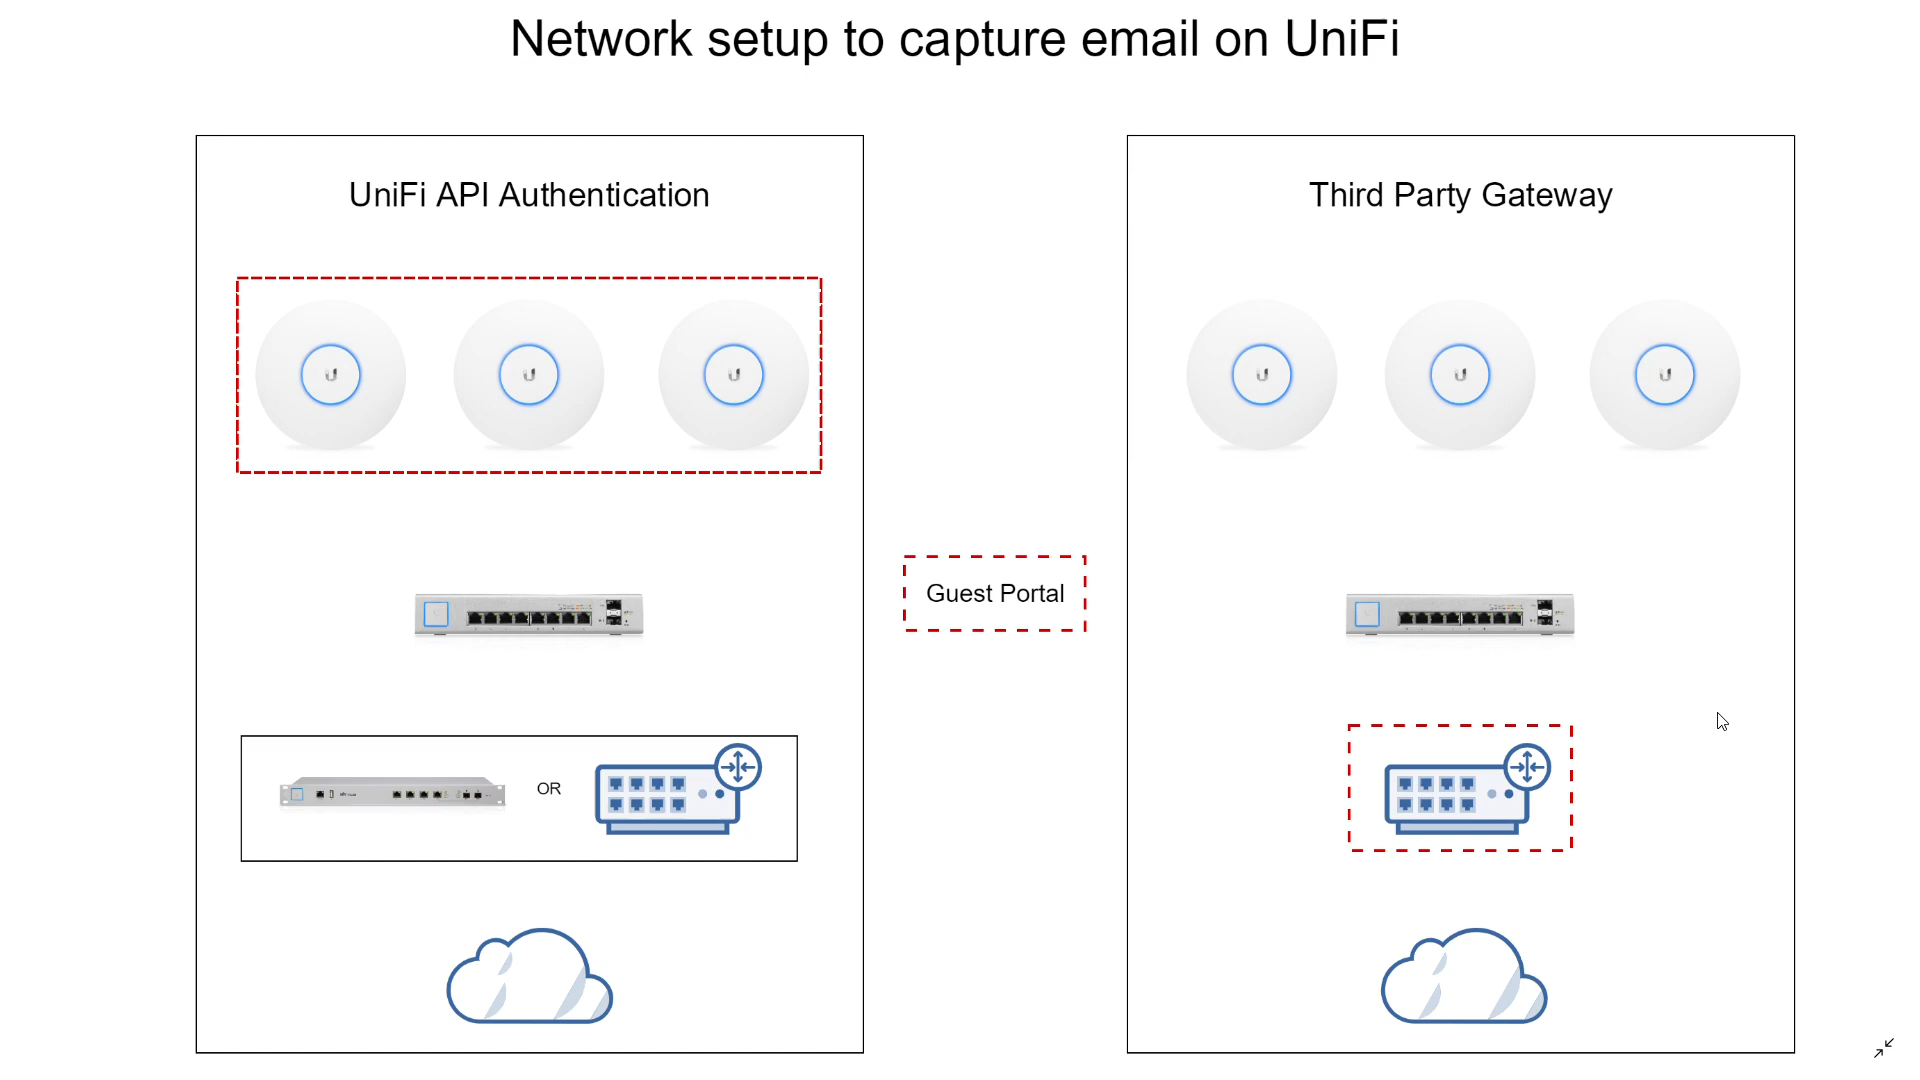 Network setup to capture email on UniFi
UniFi API Authentication
Third Party Gateway
Guest Portal
OR